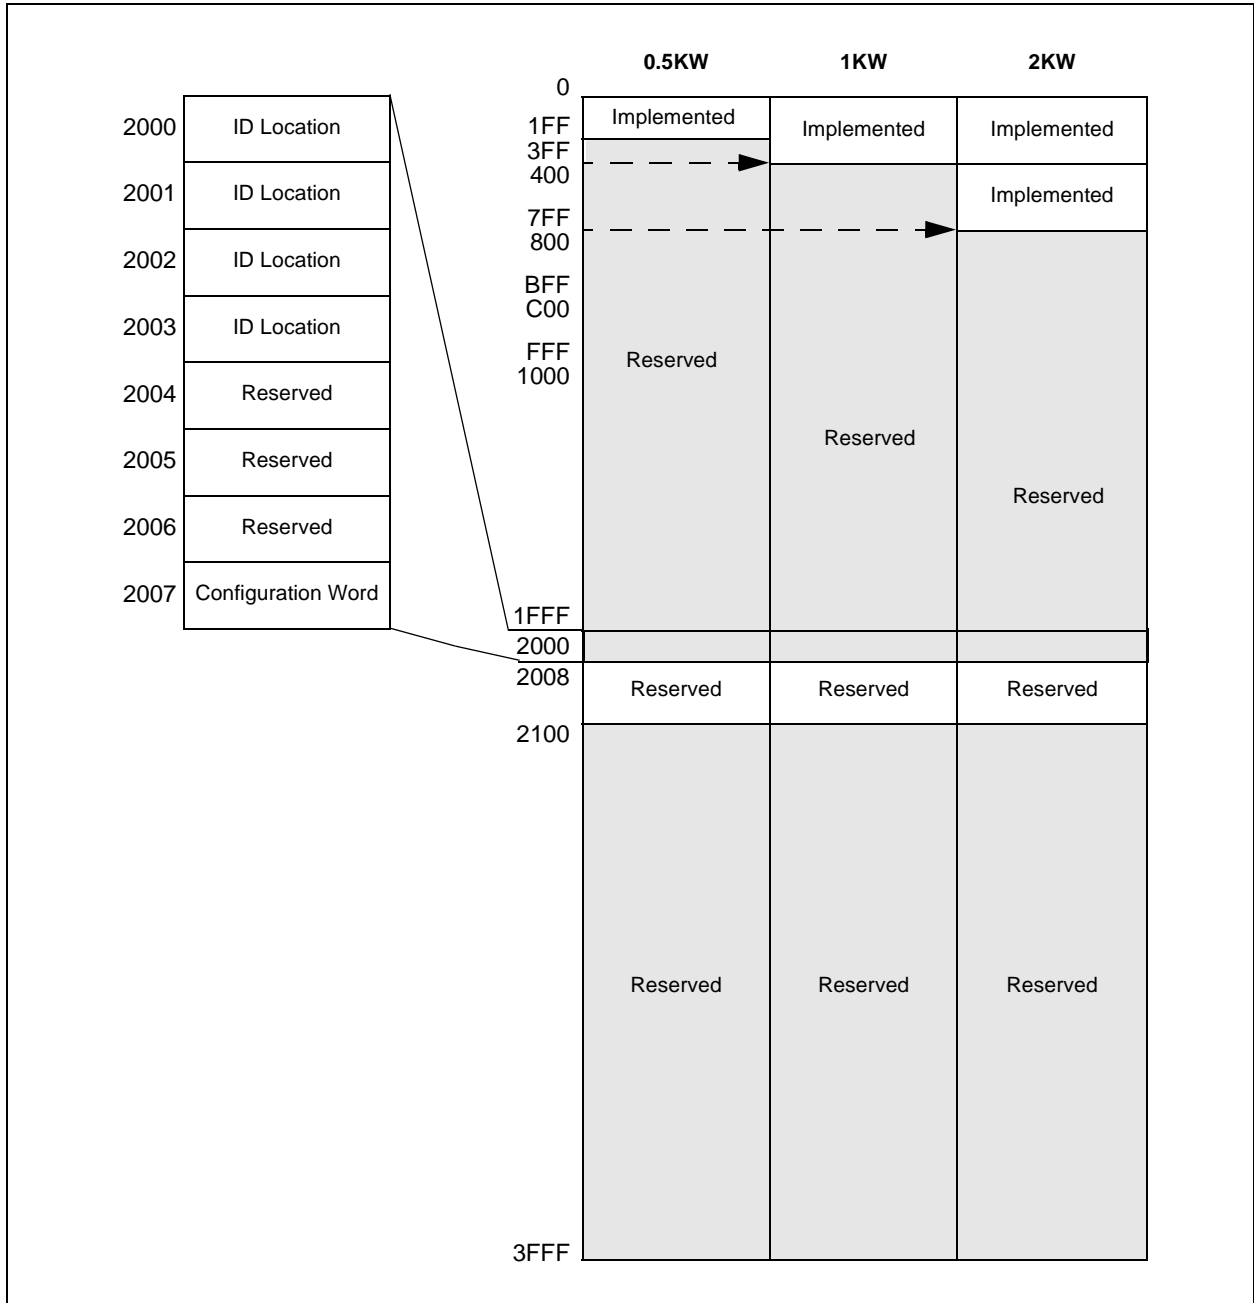 0.5KW 1KW 2KW
0
2000 ID Location
2001 ID Location
2002 ID Location
2003 ID Location
2004 Reserved
2005 Reserved
2006 Reserved
2007 Configuration Word
1FF
3FF
400
7FF
800
BFF
C00
FFF
1000
1FFF
2000
2008
2100
3FFF
Implemented Implemented Implemented
Implemented
Reserved
Reserved
Reserved
Reserved Reserved Reserved
Reserved Reserved Reserved